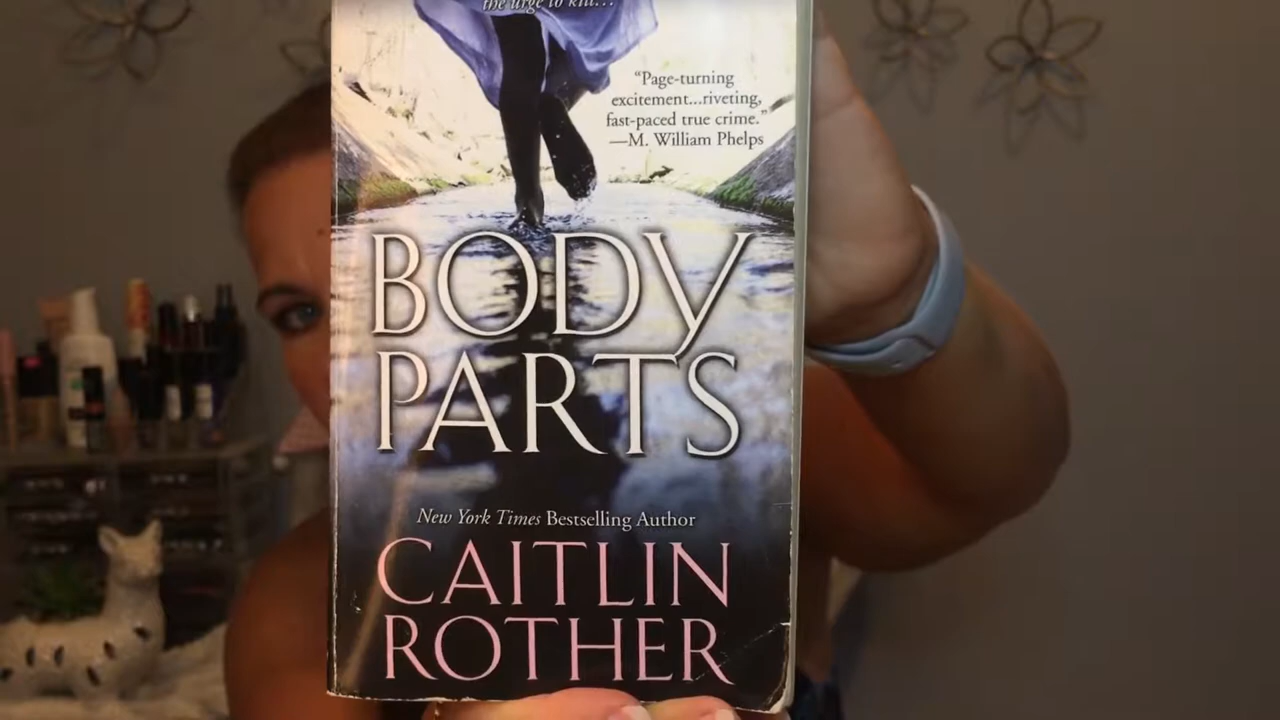 the urge to kill...
“Page-turning
excitement...riveting,
fast-paced true crime.”
—M. William Phelps
BODY
PARTS
New York Times Bestselling Author
CAITLIN
ROTHER